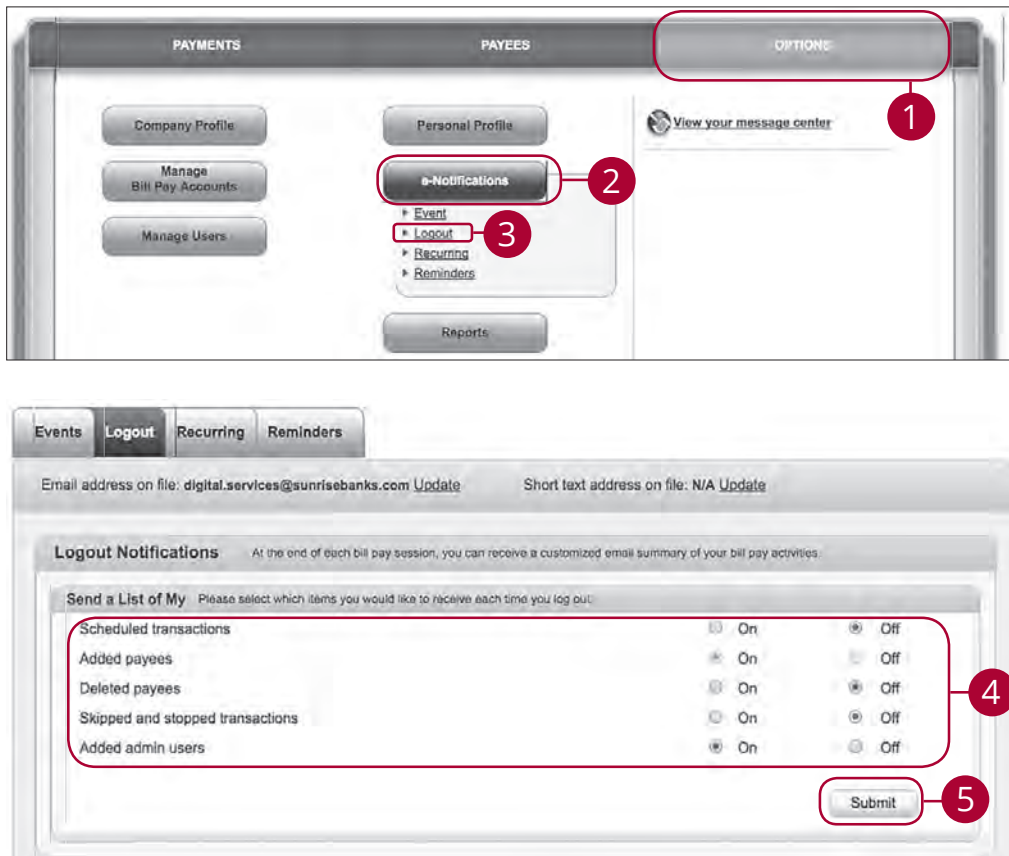 PAYMENTS PAYEES OPTIONS
1
Company Profile Personal Profile View your message center
Manage
Bill Pay Accounts
e-Notifications 2
Event
Manage Users Logout 3
Recurring
Reminders
Reports
Events Logout Recurring Reminders
Email address on file: digital.services@sunrisebanks.com Update Short text address on file: N/A Update
Logout Notifications At the end of each bill pay session, you can receive a customized email summary of your bill pay activities.
Send a List of My Please select which items you would like to receive each time you log out:
Scheduled transactions On Off
Added payees On Off
Deleted payees On Off
4
Skipped and stopped transactions On Off
Added admin users On Off
Submit 5